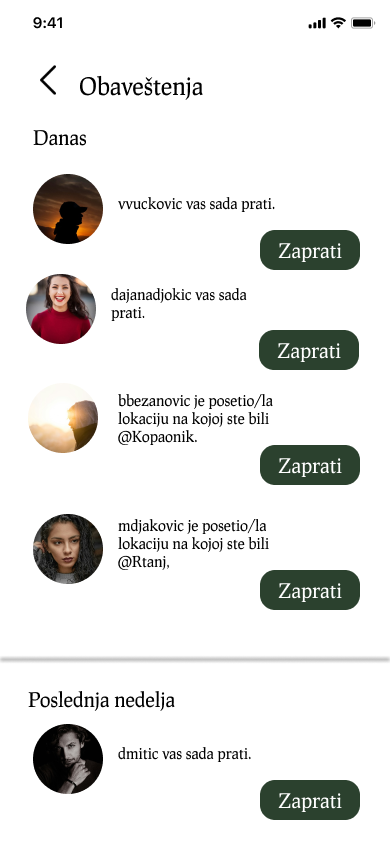 9:41
Obaveštenja
Danas
vvuckovic vas sada prati.
Zaprati
dajanadjokic vas sada
prati.
Zaprati
bbezanovic je posetio/la
lokaciju na kojoj ste bili
@Kopaonik.
Zaprati
mdjakovic je posetio/la
lokaciju na kojoj ste bili
@Rtanj,
Zaprati
Poslednja nedelja
dmitic vas sada prati.
Zaprati